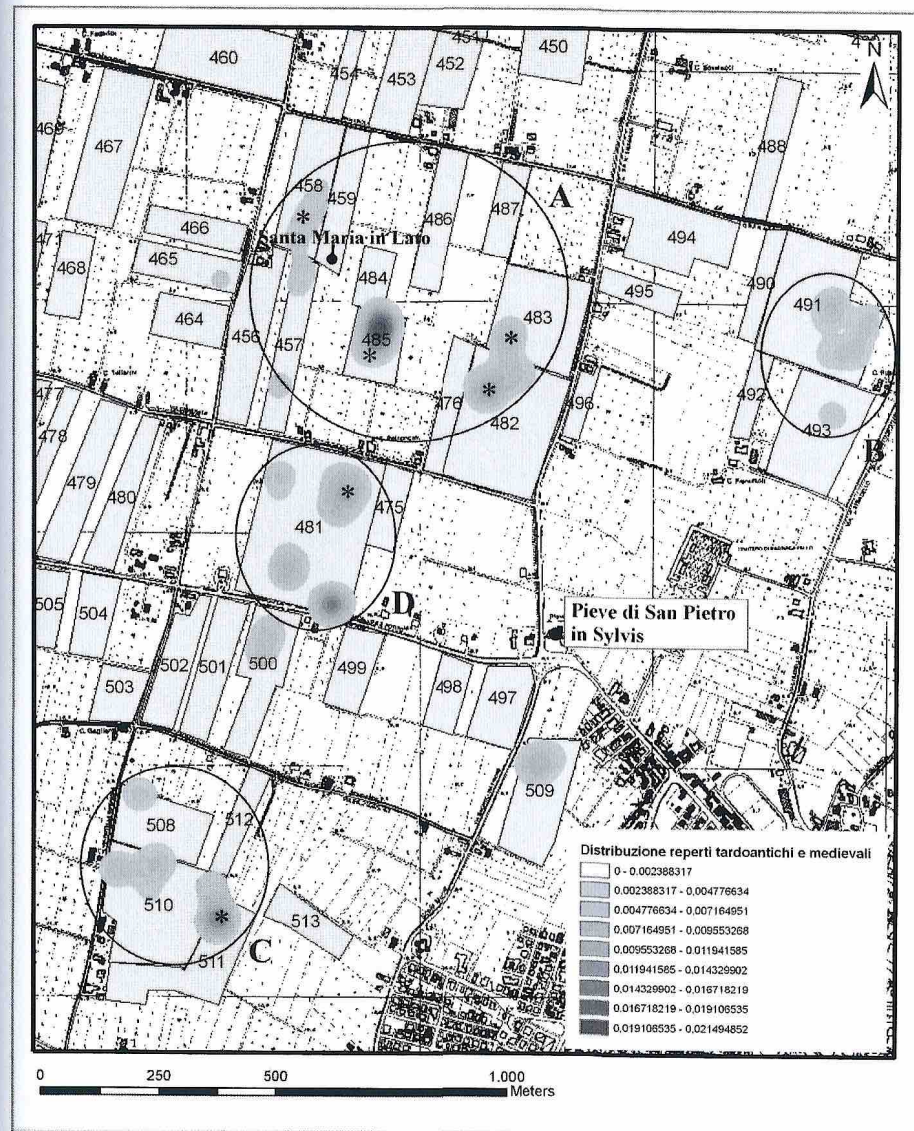 460
454
453
452
451
450
N
467
458
459
486
487
A
488
466
Santa Maria in Lato
494
468
465
484
490
464
495
491
456
457
485
483
476
482
496
492
493
B
477
478
479
480
481
475
D
505
504
Pieve di San Pietro
in Sylvis
502
501
500
499
498
497
503
509
508
512
510
513
511
C
Distribuzione reperti tardoantichi e medievali
0 - 0.002388317
0.002388317 - 0,004776634
0.004776634 - 0,007164951
0,007164951 - 0,009553268
0,009553268 - 0,011941585
0,011941585 - 0,014329902
0,014329902 - 0,016718219
0,016718219 - 0,019106535
0,019106535 - 0,021494852
0 250 500 1.000
Meters